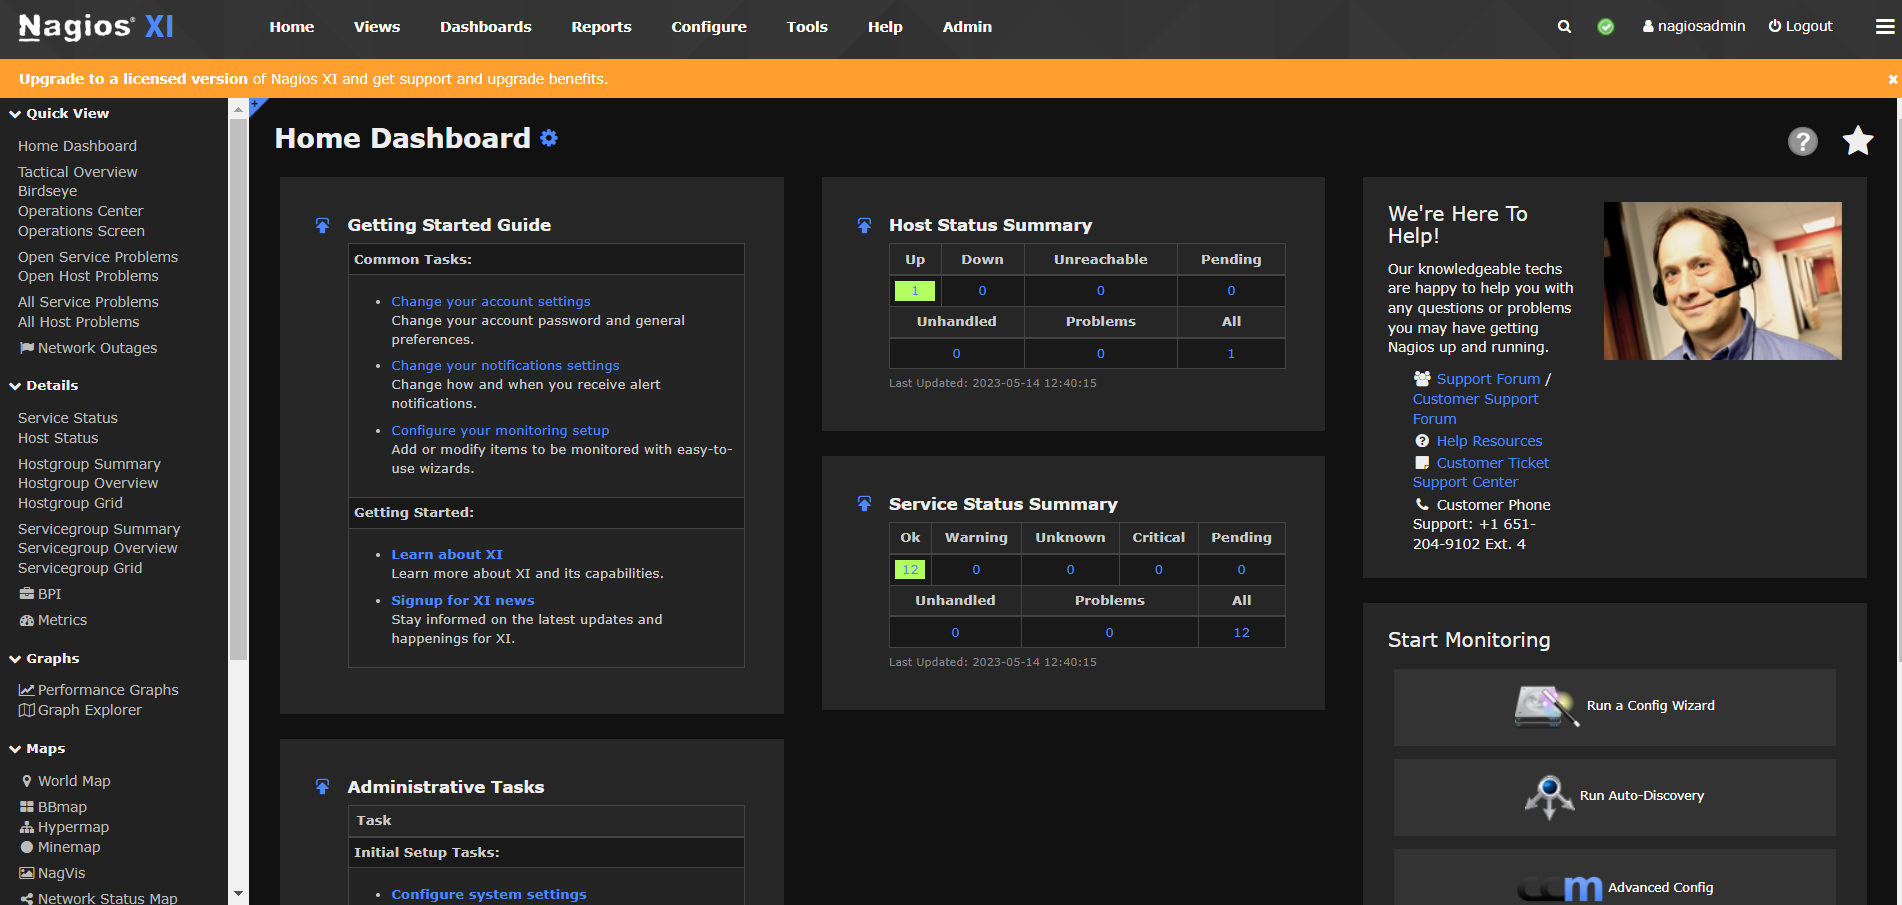 Nagios® XI
Home Views Dashboards Reports Configure Tools Help Admin
nagiosadmin Logout
Upgrade to a licensed version of Nagios XI and get support and upgrade benefits.
Quick View
Home Dashboard
Tactical Overview
Birdseye
Operations Center
Operations Screen
Open Service Problems
Open Host Problems
All Service Problems
All Host Problems
Network Outages
Details
Service Status
Host Status
Hostgroup Summary
Hostgroup Overview
Hostgroup Grid
Servicegroup Summary
Servicegroup Overview
Servicegroup Grid
BPI
Metrics
Graphs
Performance Graphs
Graph Explorer
Maps
World Map
BBmap
Hypermap
Minemap
NagVis
Network Status Map
Home Dashboard
Getting Started Guide
Common Tasks:
• Change your account settings
Change your account password and general
preferences.
• Change your notifications settings
Change how and when you receive alert
notifications.
• Configure your monitoring setup
Add or modify items to be monitored with easy-to-
use wizards.
Getting Started:
• Learn about XI
Learn more about XI and its capabilities.
• Signup for XI news
Stay informed on the latest updates and
happenings for XI.
Administrative Tasks
Task
Initial Setup Tasks:
• Configure system settings
Host Status Summary
Up Down Unreachable Pending
1 0 0 0
Unhandled Problems All
0 0 1
Last Updated: 2023-05-14 12:40:15
Service Status Summary
Ok Warning Unknown Critical Pending
12 0 0 0 0
Unhandled Problems All
0 0 12
Last Updated: 2023-05-14 12:40:15
We're Here To
Help!
Our knowledgeable techs
are happy to help you with
any questions or problems
you may have getting
Nagios up and running.
Support Forum /
Customer Support
Forum
Help Resources
Customer Ticket
Support Center
Customer Phone
Support: +1 651-
204-9102 Ext. 4
Start Monitoring
Run a Config Wizard
Run Auto-Discovery
ccm Advanced Config